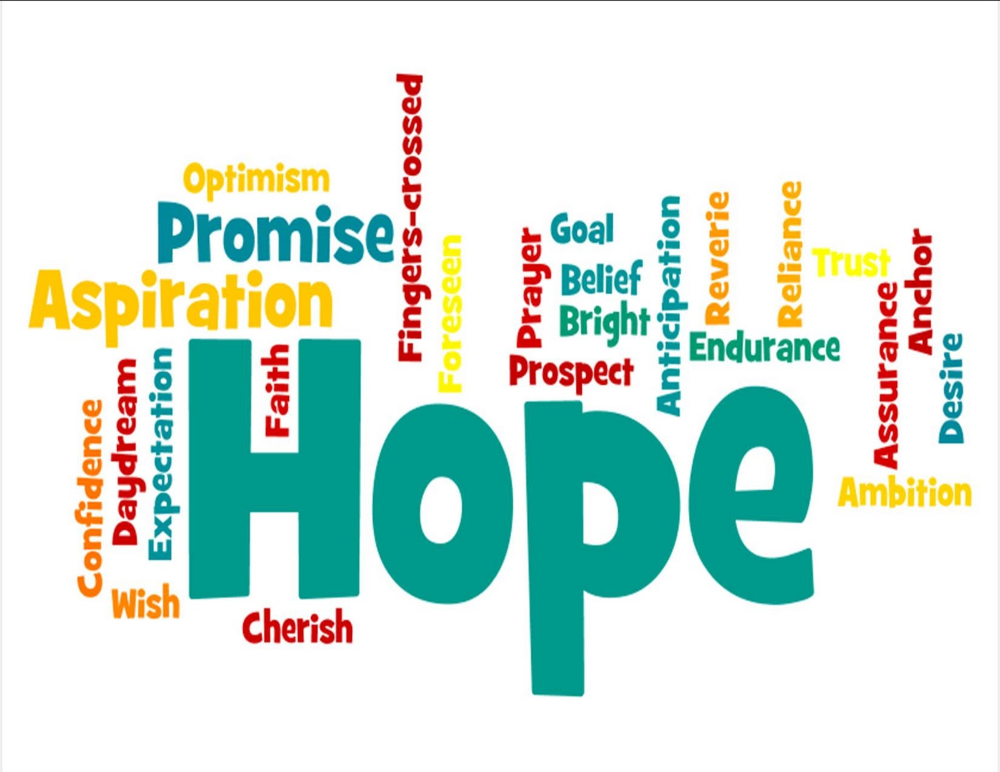 Fingers-crossed
Optimism
Promise
Aspiration
Foreseen
Prayer
Goal
Belief
Bright
Prospect
Anticipation
Reverie
Reliance
Trust
Endurance
Anchor
Assurance
Desire
Ambition
Faith
Confidence
Daydream
Expectation
Hope
Wish
Cherish